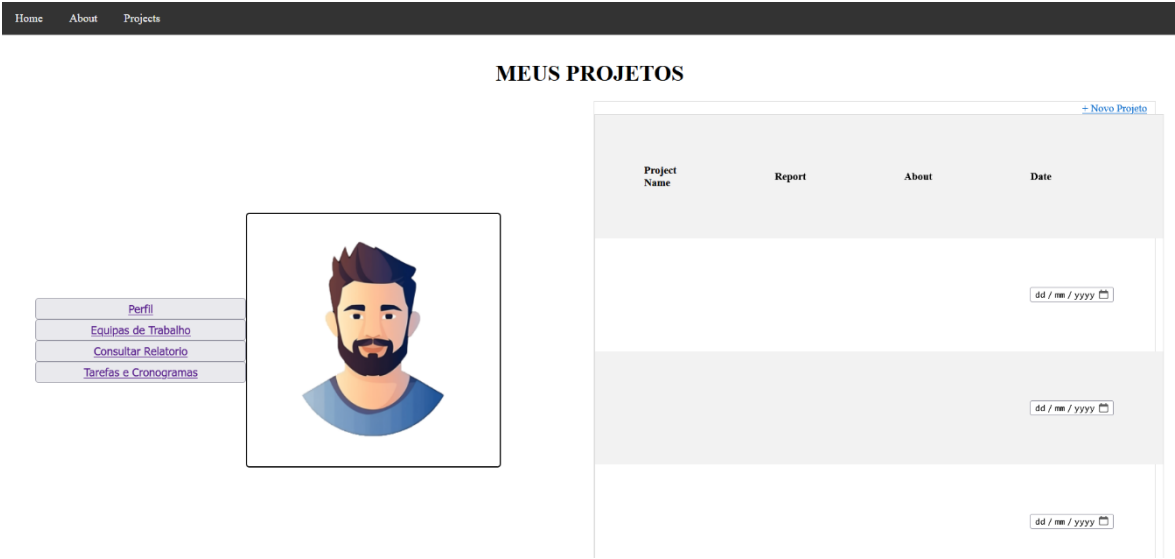 Home About Projects
MEUS PROJETOS
+ Novo Projeto
Project
Name
Report
About
Date
Perfil
Equipas de Trabalho
Consultar Relatorio
Tarefas e Cronogramas
dd / mm / yyyy
dd / mm / yyyy
dd / mm / yyyy